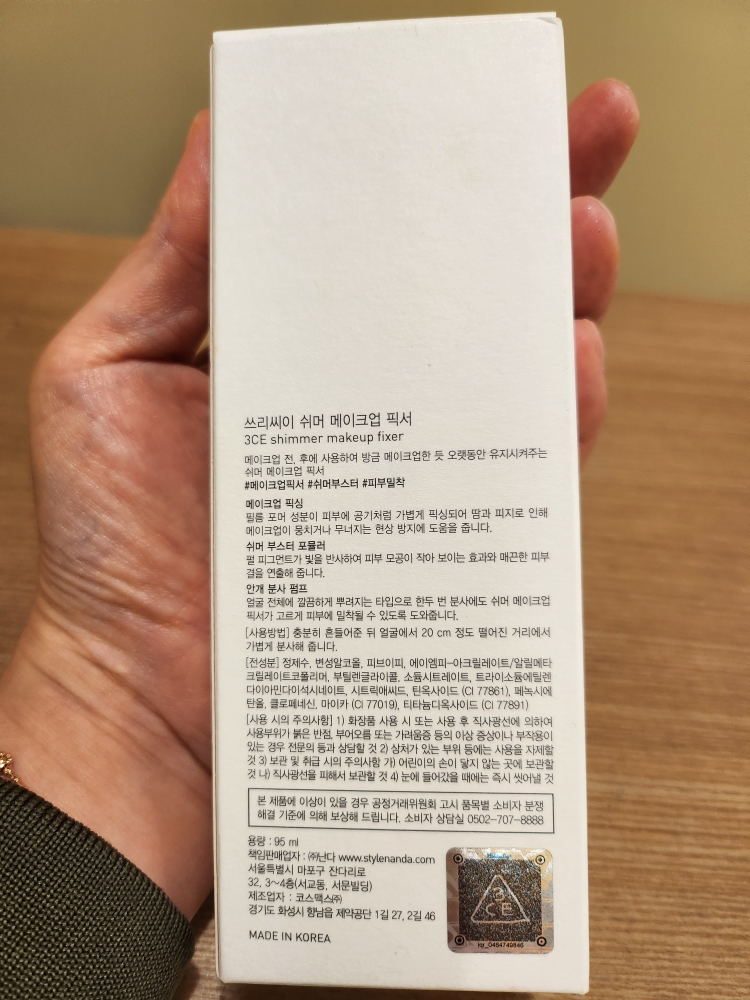 쓰리씨이 쉬머 메이크업 픽서
3CE shimmer makeup fixer
메이크업 전, 후에 사용하여 방금 메이크업한 듯 오랫동안 유지시켜주는
쉬머 메이크업 픽서
#메이크업픽서 #쉬머부스터 #피부밀착
메이크업 픽싱
필름 포머 성분이 피부에 공기처럼 가볍게 픽싱되어 땀과 피지로 인해
메이크업이 뭉치거나 무너지는 현상 방지에 도움을 줍니다.
쉬머 부스터 포뮬러
펄 피그먼트가 빛을 반사하여 피부 모공이 작아 보이는 효과와 매끈한 피부
결을 연출해 줍니다.
안개 분사 펌프
얼굴 전체에 깔끔하게 뿌려지는 타입으로 한두 번 분사에도 쉬머 메이크업
픽서가 고르게 피부에 밀착될 수 있도록 도와줍니다.
[사용방법] 충분히 흔들어준 뒤 얼굴에서 20 cm 정도 떨어진 거리에서
가볍게 분사해 줍니다.
[전성분] 정제수, 변성알코올, 피브이피, 에이엠피-아크릴레이트/알릴메타
크릴레이트코폴리머, 부틸렌글라이콜, 소듐시트레이트, 트라이소듐에틸렌
다이아민다이석시네이트, 시트릭애씨드, 틴옥사이드 (CI 77861), 페녹시에
탄올, 클로페네신, 마이카 (CI 77019), 티타늄디옥사이드 (CI 77891)
[사용 시의 주의사항] 1) 화장품 사용 시 또는 사용 후 직사광선에 의하여
사용부위가 붉은 반점, 부어오름 또는 가려움증 등의 이상 증상이나 부작용이
있는 경우 전문의 등과 상담할 것 2) 상처가 있는 부위 등에는 사용을 자제할
것 3) 보관 및 취급 시의 주의사항 가) 어린이의 손이 닿지 않는 곳에 보관할
것 나) 직사광선을 피해서 보관할 것 4) 눈에 들어갔을 때에는 즉시 씻어낼 것
본 제품에 이상이 있을 경우 공정거래위원회 고시 품목별 소비자 분쟁
해결 기준에 의해 보상해 드립니다. 소비자 상담실 0502-707-8888
용량 : 95 ml
책임판매업자 : ㈜난다 www.stylenanda.com
서울특별시 마포구 잔다리로
32, 3~4층(서교동, 서문빌딩)
제조업자 : 코스맥스㈜
경기도 화성시 향남읍 제약공단 1길 27, 2길 46
MADE IN KOREA
3CE